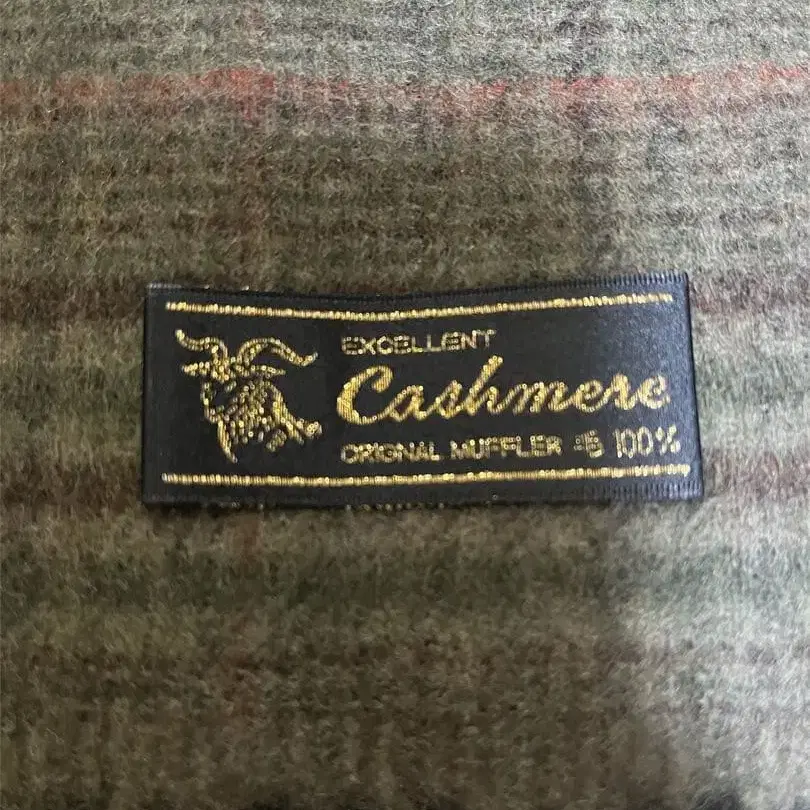 EXCELLENT
Cashmere
ORIGNAL MUFFLER 毛 100%